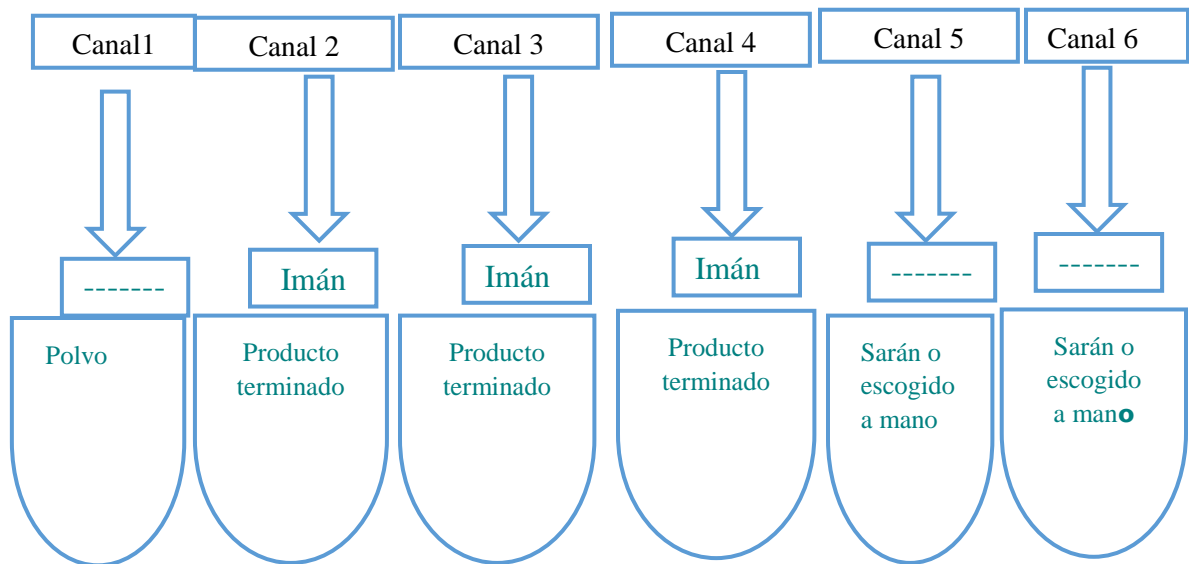 Canal1
Canal 2
Canal 3
Canal 4
Canal 5
Canal 6
-------
Imán
Imán
Imán
-------
-------
Polvo
Producto
terminado
Producto
terminado
Producto
terminado
Sarán o
escogido
a mano
Sarán o
escogido
a mano